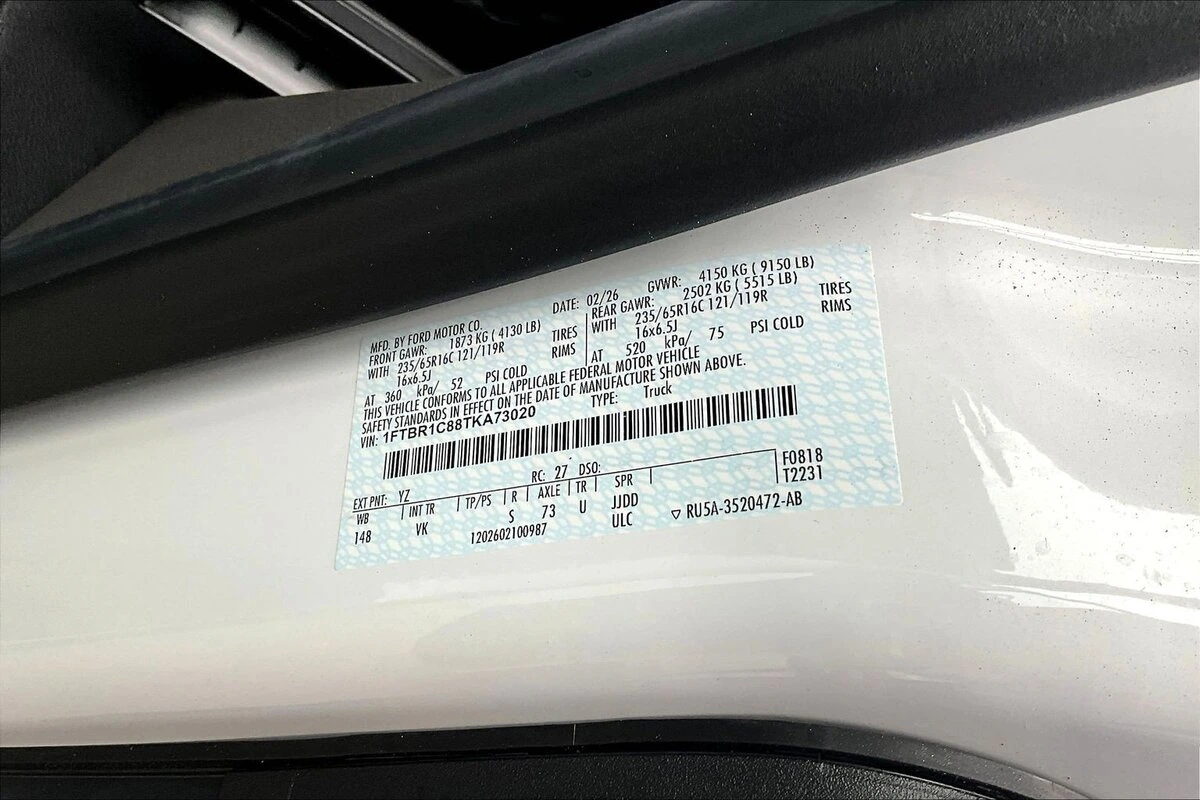 MFD. BY FORD MOTOR CO.
DATE: 02/26 GVWR: 4150 KG ( 9150 LB)
FRONT GAWR: 1873 KG ( 4130 LB)
WITH 235/65R16C 121/119R TIRES
16x6.5J RIMS
AT 360 kPa/ 52 PSI COLD
REAR GAWR: 2502 KG ( 5515 LB)
WITH 235/65R16C 121/119R TIRES
16x6.5J RIMS
AT 520 kPa/ 75 PSI COLD
THIS VEHICLE CONFORMS TO ALL APPLICABLE FEDERAL MOTOR VEHICLE
SAFETY STANDARDS IN EFFECT ON THE DATE OF MANUFACTURE SHOWN ABOVE.
VIN: 1FTBR1C88TKA73020 TYPE: Truck
EXT PNT: YZ RC: 27 DSO: F0818
WB INT TR TP/PS R AXLE TR SPR T2231
148 VK S 73 U JJDD
1202602100987 ULC ▽ RU5A-3520472-AB